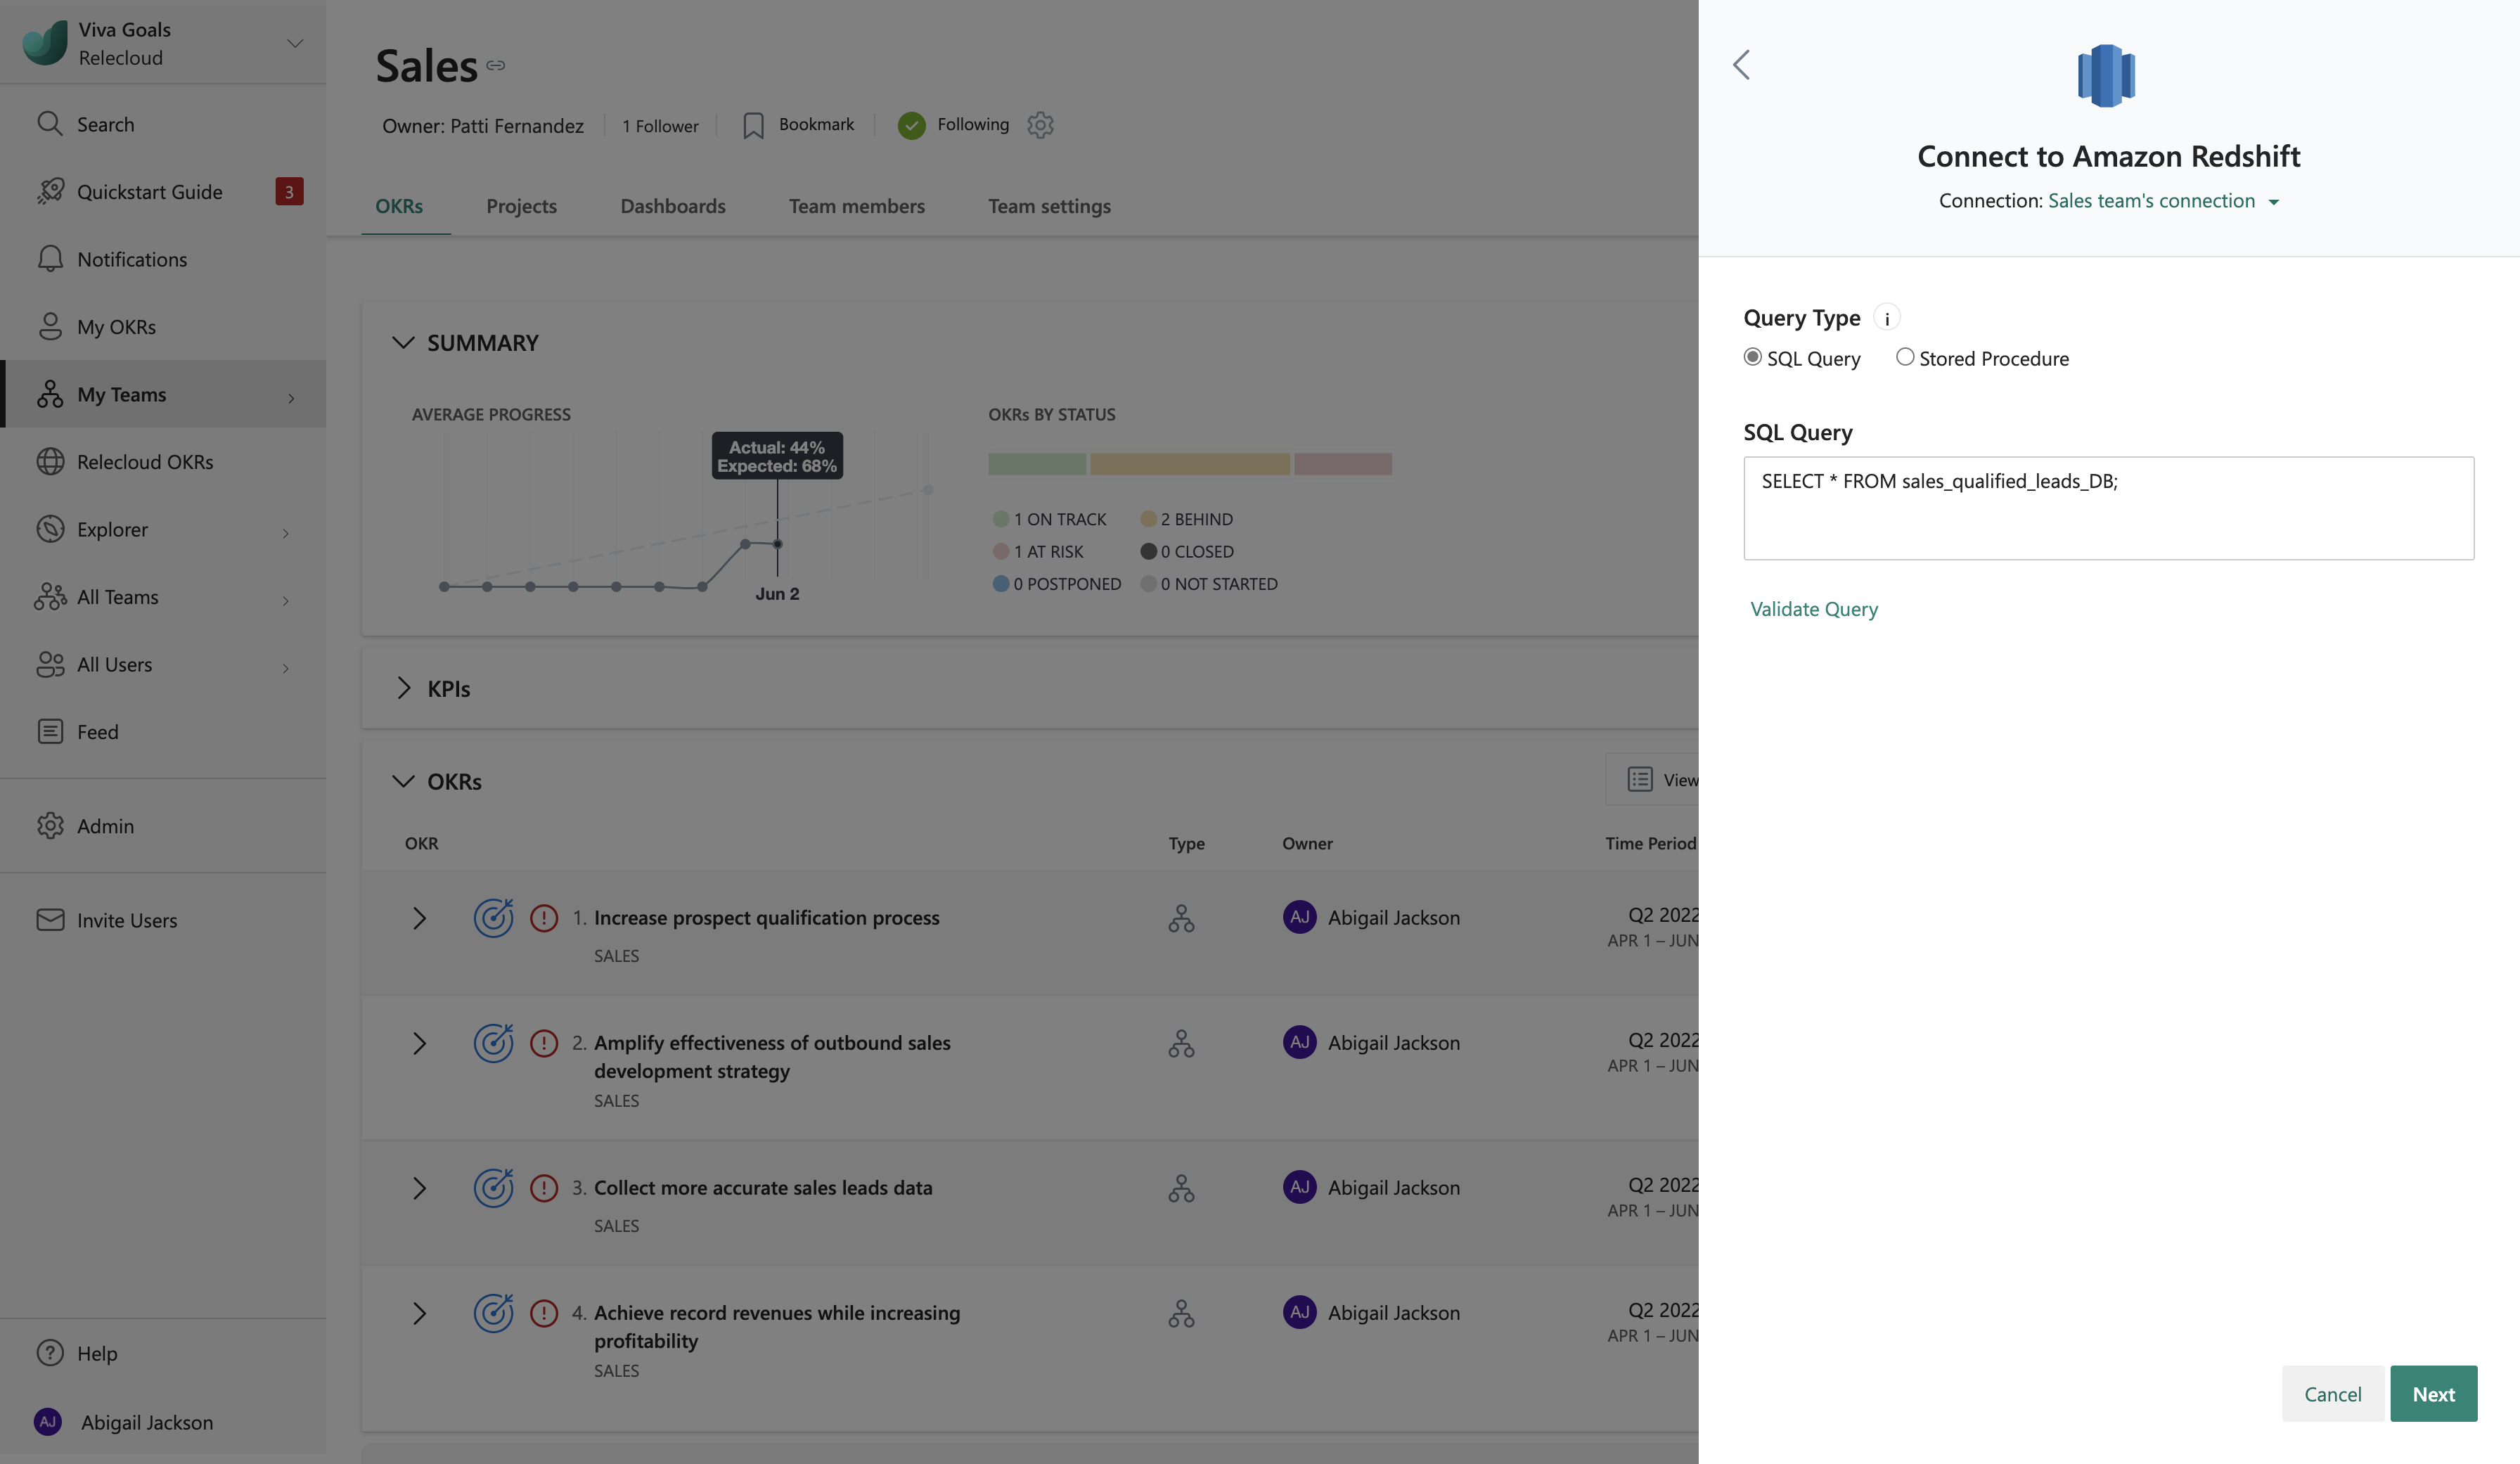 Viva Goals
Relecloud
Search
Quickstart Guide 3
Notifications
My OKRs
My Teams
Relecloud OKRs
Explorer
All Teams
All Users
Feed
Admin
Invite Users
Help
AJ Abigail Jackson
Sales
Owner: Patti Fernandez 1 Follower Bookmark Following
OKRs Projects Dashboards Team members Team settings
SUMMARY
AVERAGE PROGRESS
Actual: 44%
Expected: 68%
Jun 2
OKRs BY STATUS
1 ON TRACK 2 BEHIND
1 AT RISK 0 CLOSED
0 POSTPONED 0 NOT STARTED
KPIs
OKRs View
OKR Type Owner Time Period
1. Increase prospect qualification process AJ Abigail Jackson Q2 2022
SALES APR 1 – JUN
2. Amplify effectiveness of outbound sales AJ Abigail Jackson Q2 2022
development strategy APR 1 – JUN
SALES
3. Collect more accurate sales leads data AJ Abigail Jackson Q2 2022
SALES APR 1 – JUN
4. Achieve record revenues while increasing AJ Abigail Jackson Q2 2022
profitability APR 1 – JUN
SALES
Connect to Amazon Redshift
Connection: Sales team's connection
Query Type i
SQL Query Stored Procedure
SQL Query
SELECT * FROM sales_qualified_leads_DB;
Validate Query
Cancel Next